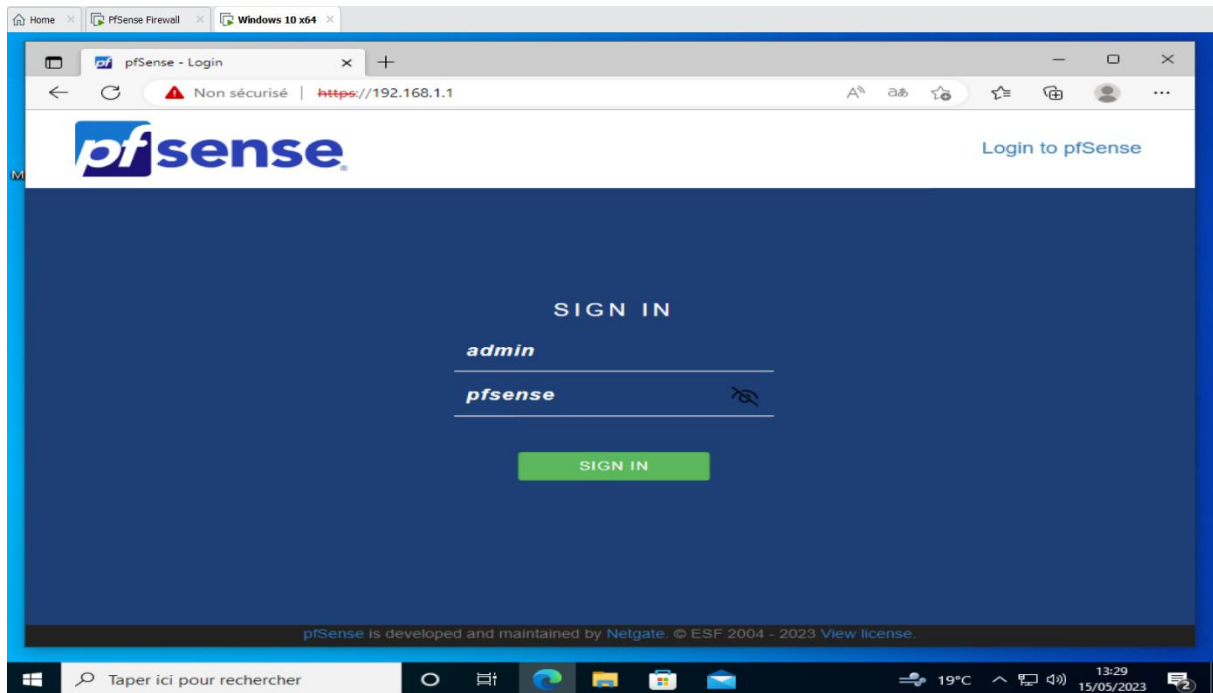 Home PfSense Firewall Windows 10 x64
pfSense - Login
Non sécurisé | https://192.168.1.1
pfsense
Login to pfSense
M
SIGN IN
admin
pfsense
SIGN IN
pfSense is developed and maintained by Netgate. © ESF 2004 - 2023 View license.
Taper ici pour rechercher
19°C
13:29
15/05/2023
2